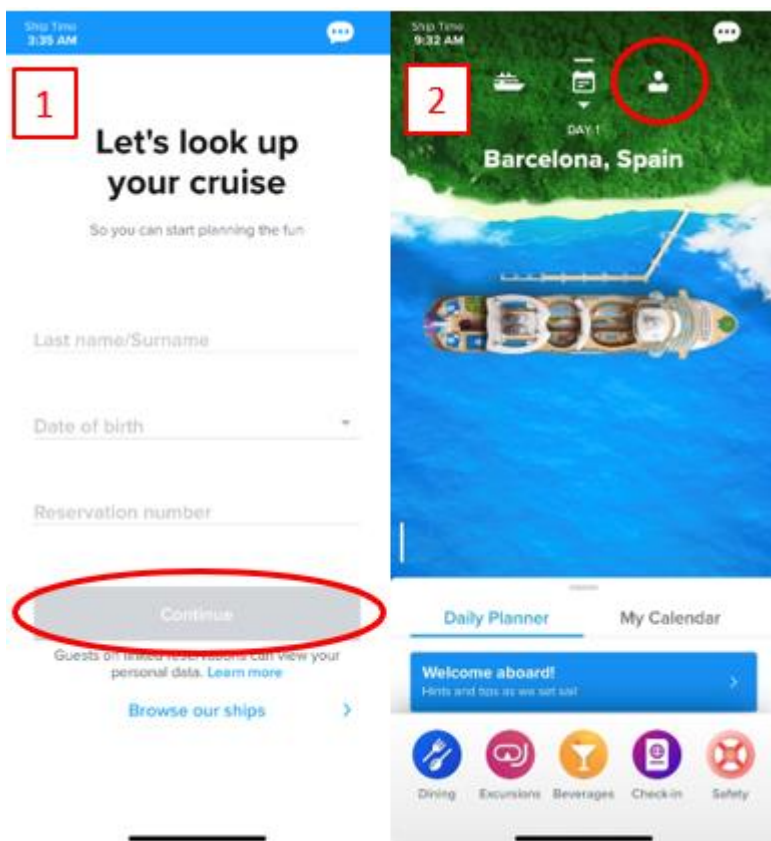 Ship Time
3:35 AM
1
Let's look up
your cruise
So you can start planning the fun
Last name/Surname
Date of birth
Reservation number
Continue
Guests on linked reservations can view your
personal data. Learn more
Browse our ships
Ship Time
9:32 AM
2
DAY 1
Barcelona, Spain
Daily Planner
My Calendar
Welcome aboard!
Hints and tips as we set sail
Dining
Excursions
Beverages
Check-in
Safety